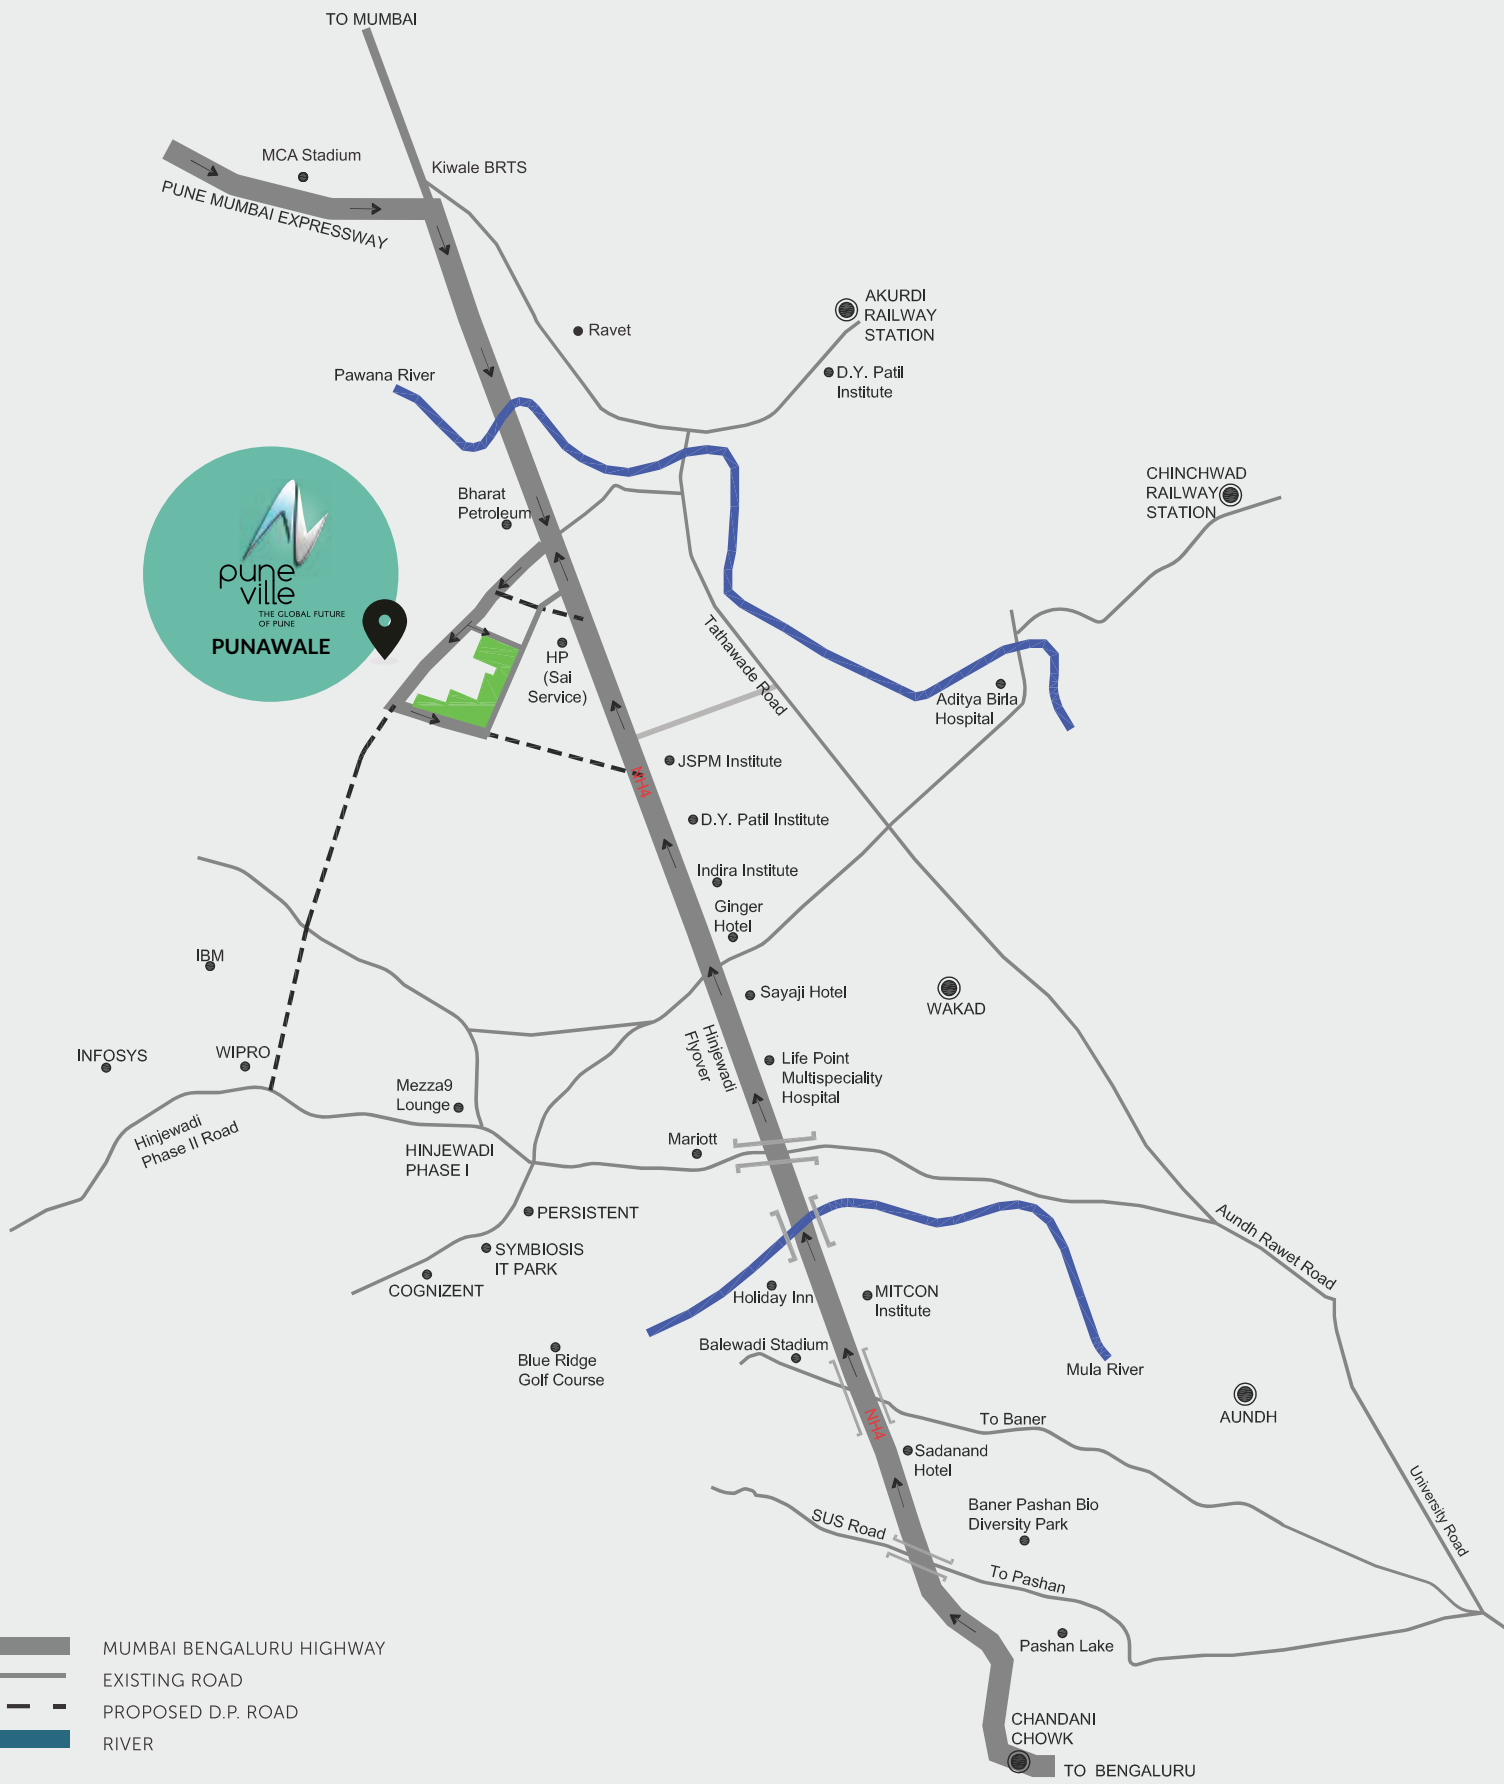 TO MUMBAI
MCA Stadium
Kiwale BRTS
PUNE MUMBAI EXPRESSWAY
AKURDI
RAILWAY
STATION
Ravet
D.Y. Patil
Institute
Pawana River
CHINCHWAD
RAILWAY
STATION
Bharat
Petroleum
pune
ville
THE GLOBAL FUTURE
OF PUNE
PUNAWALE
HP
(Sai
Service)
Tathawade Road
Aditya Birla
Hospital
JSPM Institute
NH4
D.Y. Patil Institute
Indira Institute
Ginger
Hotel
IBM
Sayaji Hotel
WAKAD
Hinjewadi
Flyover
INFOSYS
WIPRO
Life Point
Multispeciality
Hospital
Mezza9
Lounge
Hinjewadi
Phase II Road
HINJEWADI
PHASE I
Mariott
PERSISTENT
Aundh Rawet Road
SYMBIOSIS
IT PARK
COGNIZENT
Holiday Inn
MITCON
Institute
Balewadi Stadium
Blue Ridge
Golf Course
Mula River
AUNDH
NH4
To Baner
Sadanand
Hotel
University Road
SUS Road
Baner Pashan Bio
Diversity Park
To Pashan
Pashan Lake
MUMBAI BENGALURU HIGHWAY
EXISTING ROAD
PROPOSED D.P. ROAD
RIVER
CHANDANI
CHOWK
TO BENGALURU